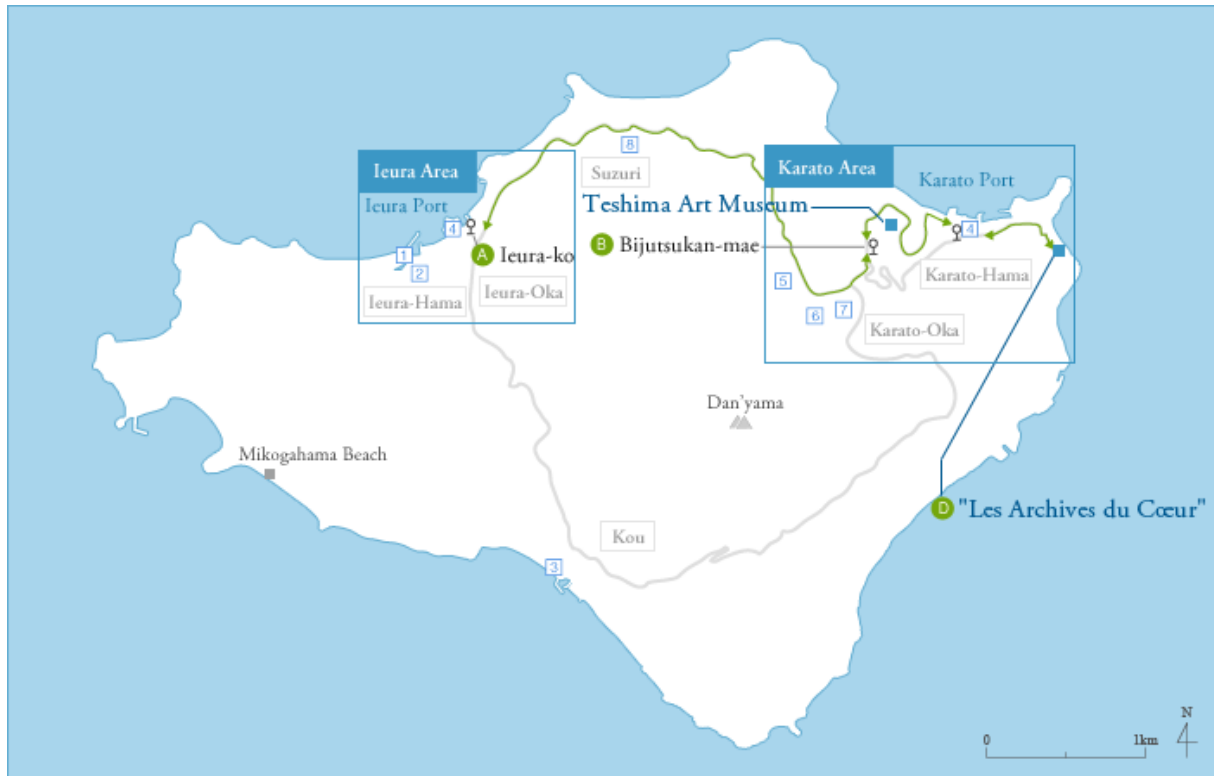 8
Ieura Area
Karato Area
Suzuri
Karato Port
Ieura Port
Teshima Art Museum
4
4
B Bijutsukan-mae
1
A Ieura-ko
2
Karato-Hama
5
Ieura-Hama
Ieura-Oka
6
7
Karato-Oka
Dan'yama
Mikogahama Beach
D "Les Archives du Cœur"
Kou
3
N
0
1km